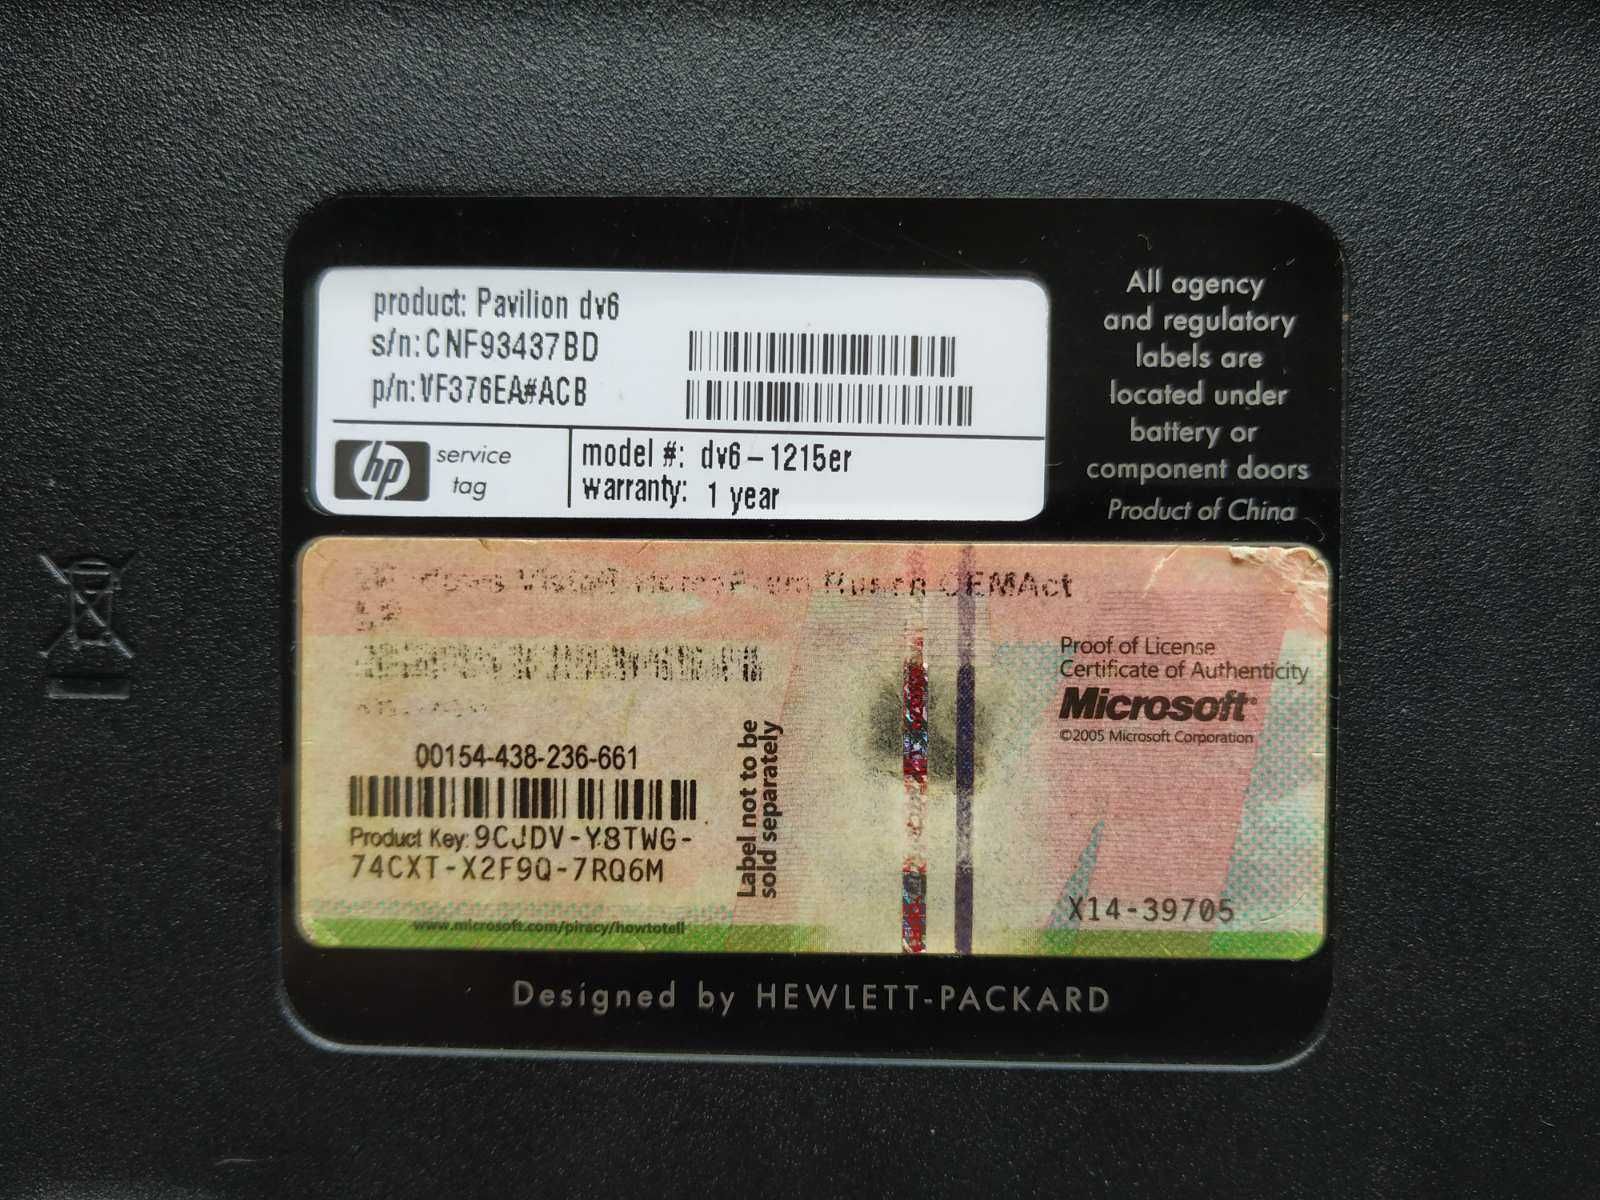 product: Pavilion dv6
s/n:CNF93437BD
p/n:VF376EA#ACB
hp
service
tag
model #: dv6-1215er
warranty: 1 year
All agency
and regulatory
labels are
located under
battery or
component doors
Product of China
OEMAct
00154-438-236-661
Product Key: 9CJDV-Y8TWG-
74CXT-X2F9Q-7RQ6M
www.microsoft.com/piracy/howtotell
Label not to be
sold separately
Proof of License
Certificate of Authenticity
Microsoft®
©2005 Microsoft Corporation
X14-39705
Designed by HEWLETT-PACKARD